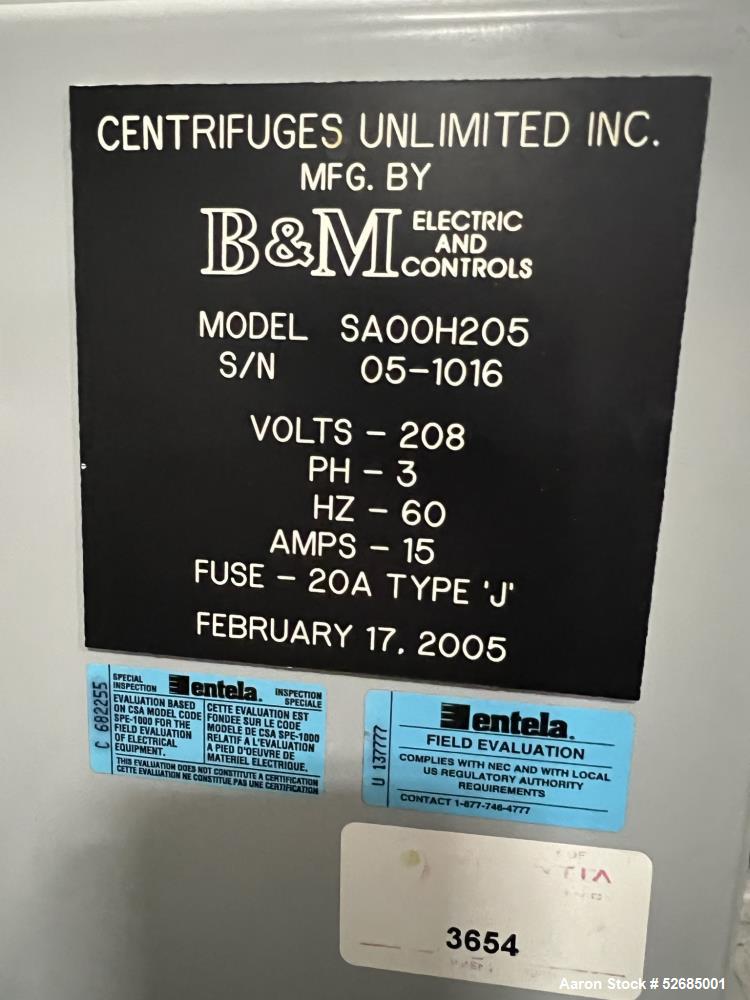 CENTRIFUGES UNLIMITED INC.
MFG. BY
B&M ELECTRIC
AND
CONTROLS
MODEL SA00H205
S/N 05-1016
VOLTS - 208
PH - 3
HZ - 60
AMPS - 15
FUSE - 20A TYPE 'J'
FEBRUARY 17, 2005
C 682255
SPECIAL
INSPECTION
entela.
INSPECTION
SPECIALE
EVALUATION BASED
ON CSA MODEL CODE
SPE-1000 FOR THE
FIELD EVALUATION
OF ELECTRICAL
EQUIPMENT.
CETTE EVALUATION EST
FONDEE SUR LE CODE
MODELE DE CSA SPE-1000
RELATIF A L'EVALUATION
A PIED D'OEUVRE DE
MATERIEL ELECTRIQUE.
THIS EVALUATION DOES NOT CONSTITUTE A CERTIFICATION
CETTE EVALUATION NE CONSTITUE PAS UNE CERTIFICATION
U 137777
entela.
FIELD EVALUATION
COMPLIES WITH NEC AND WITH LOCAL
US REGULATORY AUTHORITY
REQUIREMENTS
CONTACT 1-877-746-4777
3654
Aaron Stock # 52685001